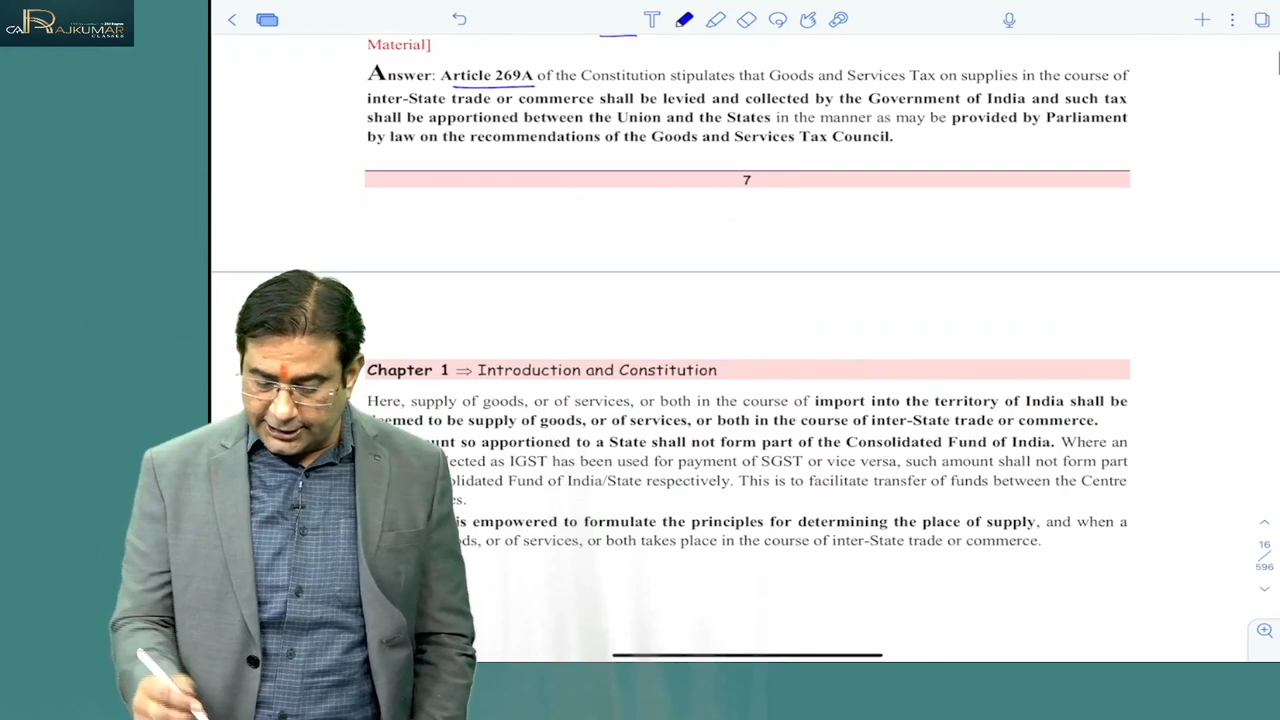 CA RAJKUMAR
CLASSES
Material]
Answer: Article 269A of the Constitution stipulates that Goods and Services Tax on supplies in the course of
inter-State trade or commerce shall be levied and collected by the Government of India and such tax
shall be apportioned between the Union and the States in the manner as may be provided by Parliament
by law on the recommendations of the Goods and Services Tax Council.
7
Chapter 1 ⇒ Introduction and Constitution
Here, supply of goods, or of services, or both in the course of import into the territory of India shall be
emed to be supply of goods, or of services, or both in the course of inter-State trade or commerce.
unt so apportioned to a State shall not form part of the Consolidated Fund of India. Where an
lected as IGST has been used for payment of SGST or vice versa, such amount shall not form part
olidated Fund of India/State respectively. This is to facilitate transfer of funds between the Centre
es.
is empowered to formulate the principles for determining the place of supply, and when a
ds, or of services, or both takes place in the course of inter-State trade or commerce.
16
596